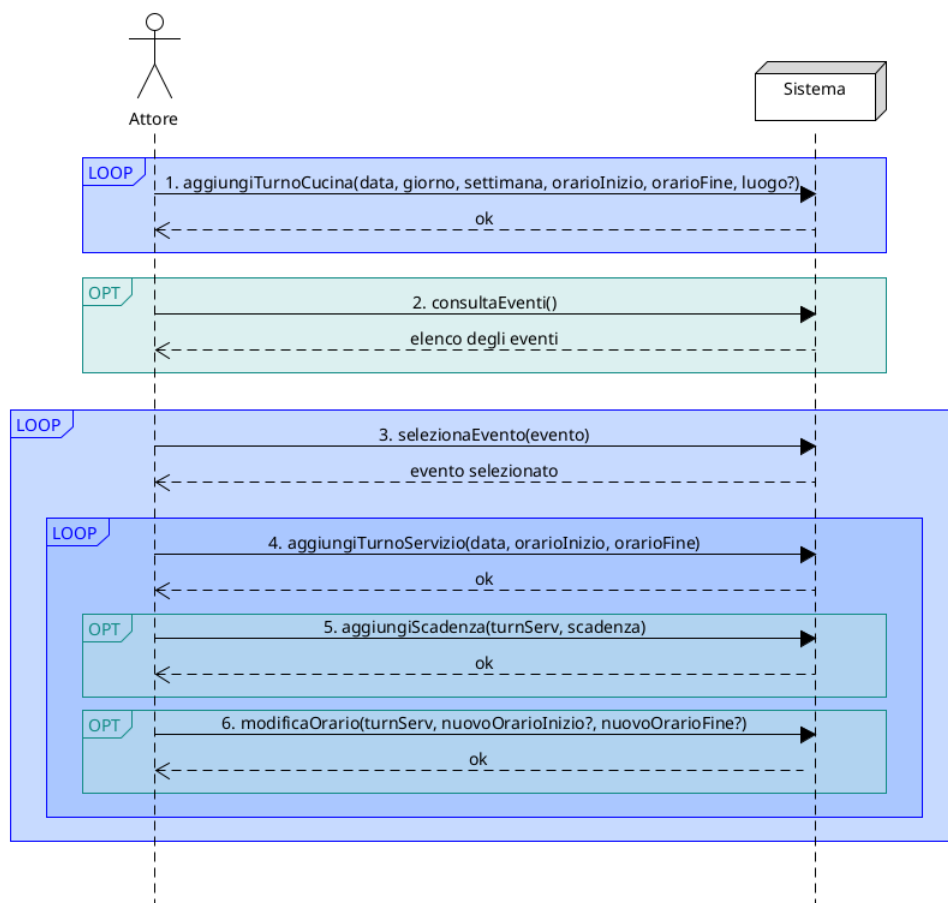 Attore
Sistema
LOOP
1. aggiungiTurnoCucina(data, giorno, settimana, orarioInizio, orarioFine, luogo?)
ok
OPT
2. consultaEventi()
elenco degli eventi
LOOP
3. selezionaEvento(evento)
evento selezionato
LOOP
4. aggiungiTurnoServizio(data, orarioInizio, orarioFine)
ok
OPT
5. aggiungiScadenza(turnServ, scadenza)
ok
OPT
6. modificaOrario(turnServ, nuovoOrarioInizio?, nuovoOrarioFine?)
ok